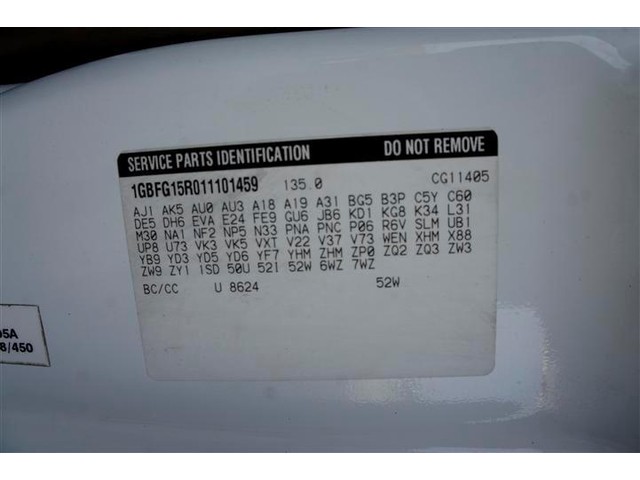 SERVICE PARTS IDENTIFICATION DO NOT REMOVE
1GBFG15R011101459 135.0 CG11405
AJ1 AK5 AU0 AU3 A18 A19 A31 BG5 B3P C5Y C60
DE5 DH6 EVA E24 FE9 GU6 JB6 KD1 KG8 K34 L31
M30 NA1 NF2 NP5 N33 PNA PNC P06 R6V SLM UB1
UP8 U73 VK3 VK5 VXT V22 V37 V73 WEN XHM X88
YB9 YD3 YD5 YD6 YF7 YHM ZHM ZP0 ZQ2 ZQ3 ZW3
ZW9 ZY1 1SD 50U 52I 52W 6WZ 7WZ
BC/CC U 8624 52W
05A
8/450